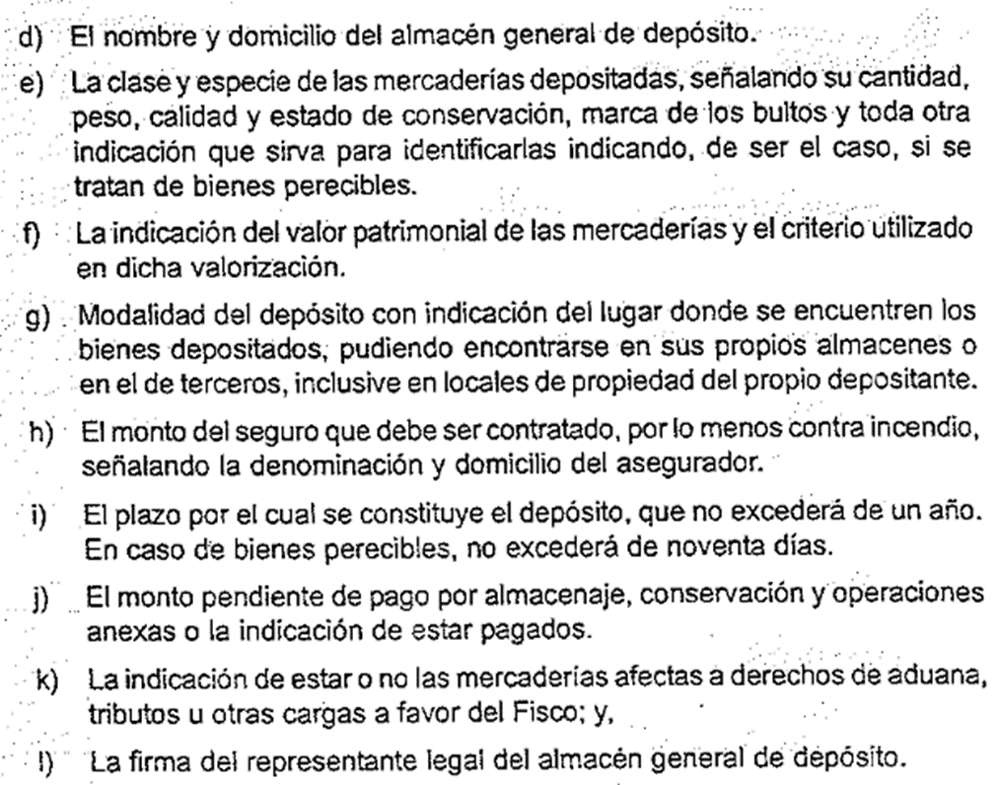 d) El nombre y domicilio del almacén general de depósito.
e) La clase y especie de las mercaderías depositadas, señalando su cantidad,
peso, calidad y estado de conservación, marca de los bultos y toda otra
indicación que sirva para identificarlas indicando, de ser el caso, si se
tratan de bienes perecibles.
f) La indicación del valor patrimonial de las mercaderías y el criterio utilizado
en dicha valorización.
g) Modalidad del depósito con indicación del lugar donde se encuentren los
bienes depositados, pudiendo encontrarse en sus propios almacenes o
en el de terceros, inclusive en locales de propiedad del propio depositante.
h) El monto del seguro que debe ser contratado, por lo menos contra incendio,
señalando la denominación y domicilio del asegurador.
i) El plazo por el cual se constituye el depósito, que no excederá de un año.
En caso de bienes perecibles, no excederá de noventa días.
j) El monto pendiente de pago por almacenaje, conservación y operaciones
anexas o la indicación de estar pagados.
k) La indicación de estar o no las mercaderías afectas a derechos de aduana,
tributos u otras cargas a favor del Fisco; y,
l) La firma del representante legal del almacén general de depósito.